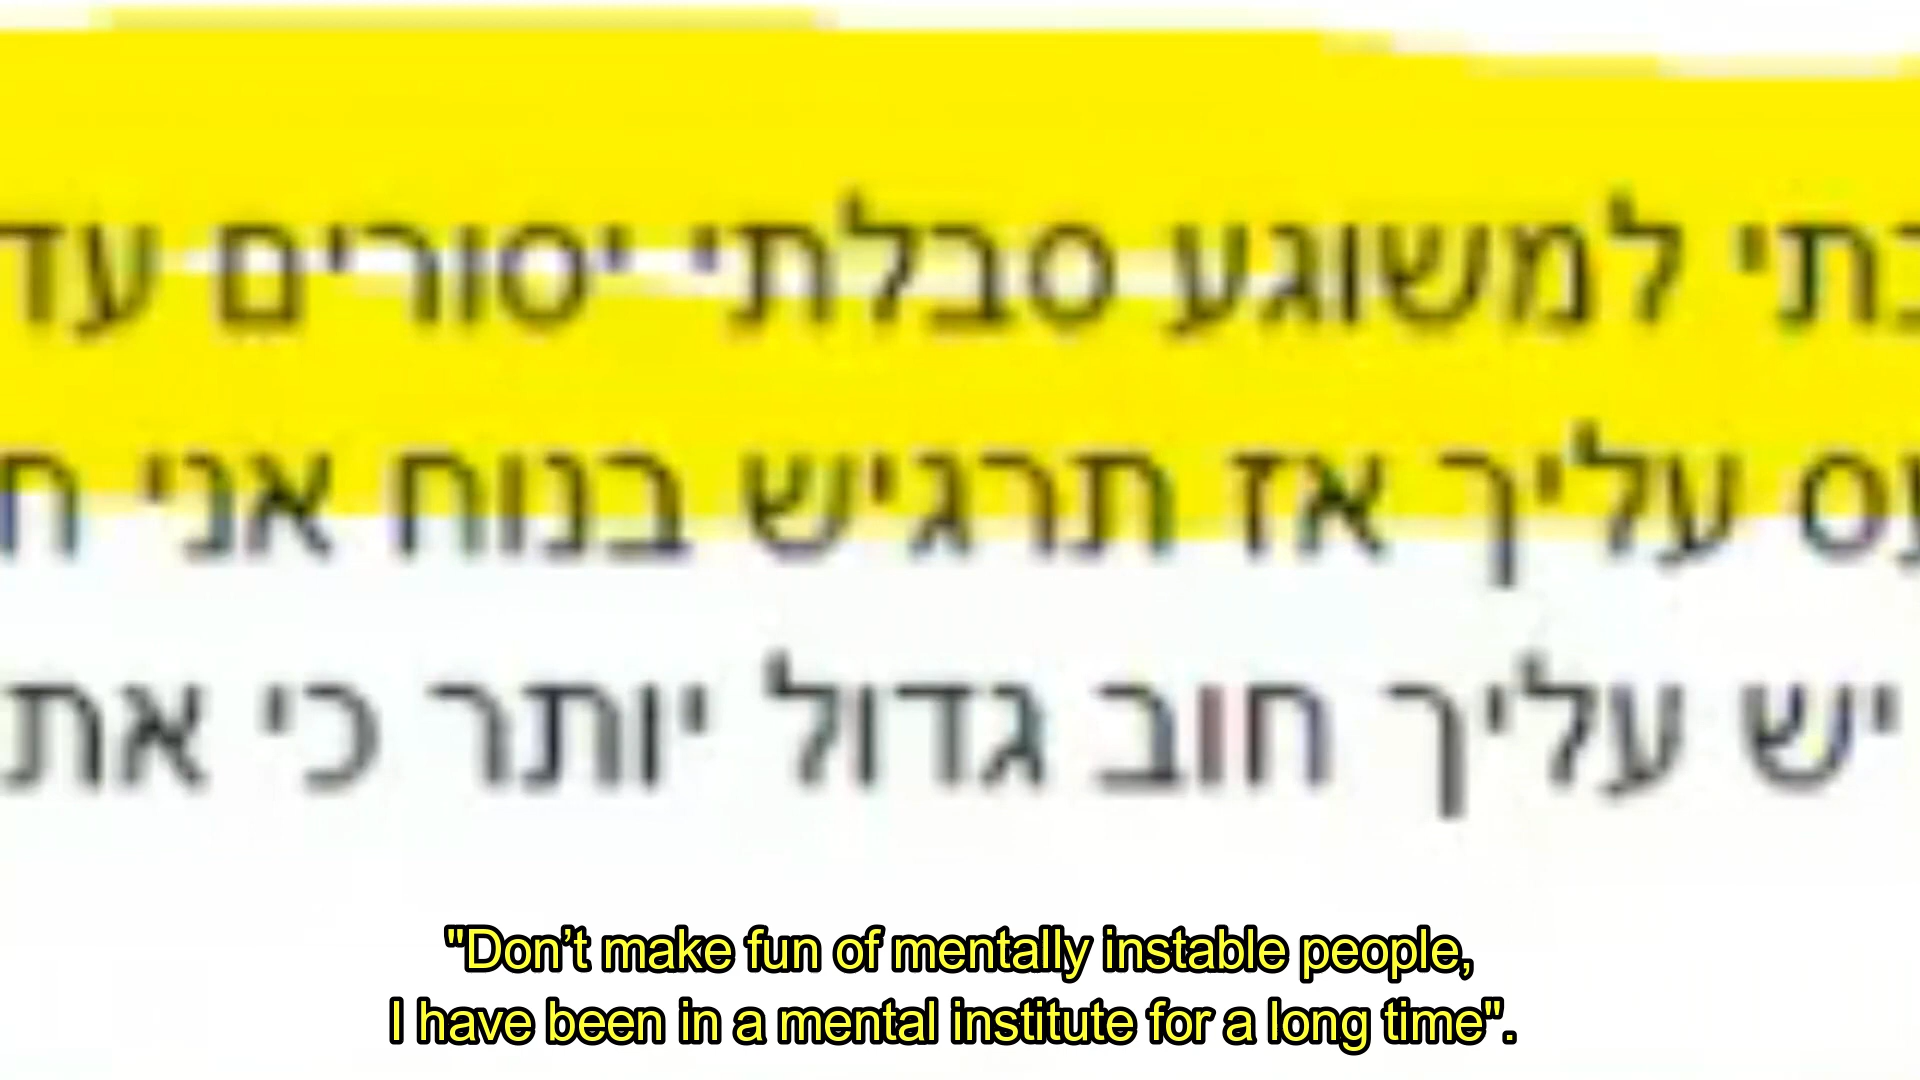 תי למשוגע סבלתי יסורים עד
עליך אז תרגיש בנוח אני
יש עליך חוב גדול יותר כי את
"Don’t make fun of mentally instable people,
I have been in a mental institute for a long time".